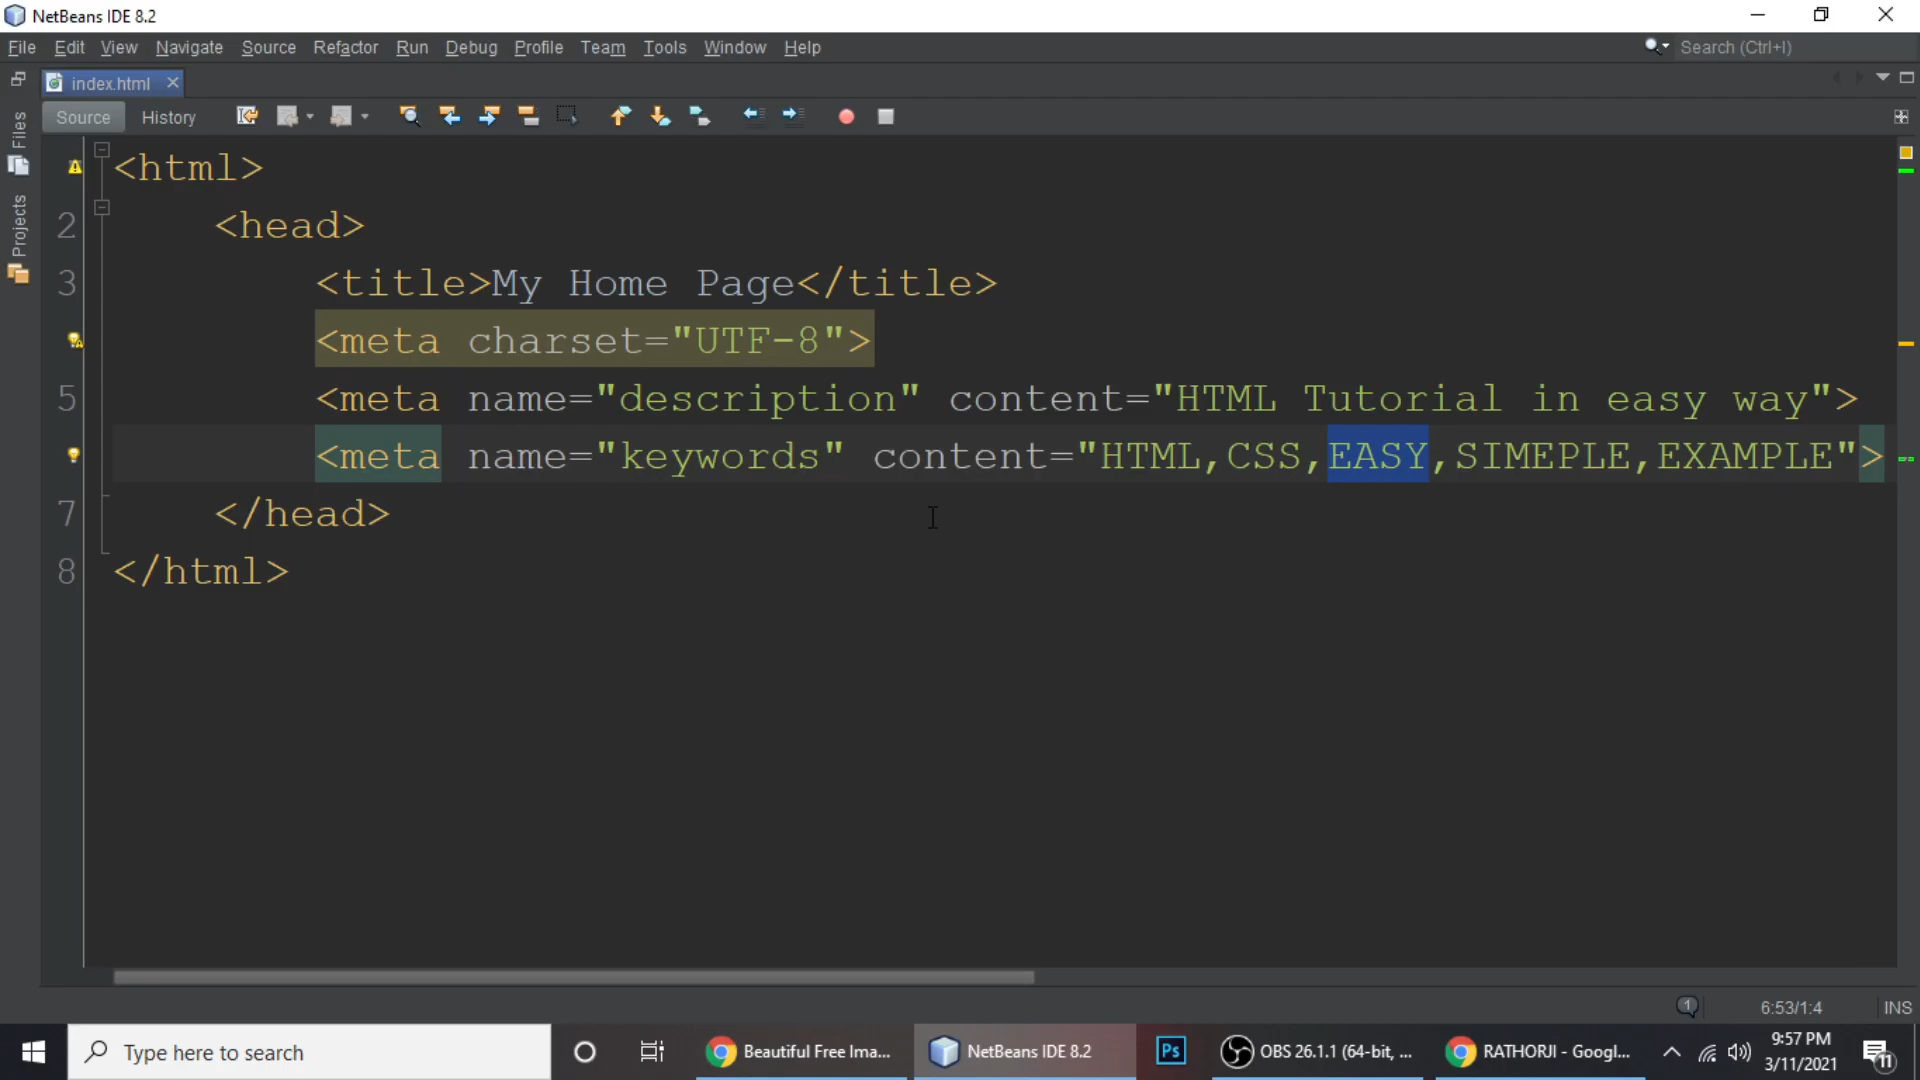 NetBeans IDE 8.2
File Edit View Navigate Source Refactor Run Debug Profile Team Tools Window Help
Search (Ctrl+I)
index.html
Source History
Files
Projects
<html>
2 <head>
3 <title>My Home Page</title>
<meta charset="UTF-8">
5 <meta name="description" content="HTML Tutorial in easy way">
<meta name="keywords" content="HTML,CSS,EASY,SIMEPLE,EXAMPLE">
7 </head>
8 </html>
1 6:53/1:4 INS
Type here to search
Beautiful Free Ima...
NetBeans IDE 8.2
Ps
OBS 26.1.1 (64-bit, ...
RATHORJI - Googl...
9:57 PM
3/11/2021
11